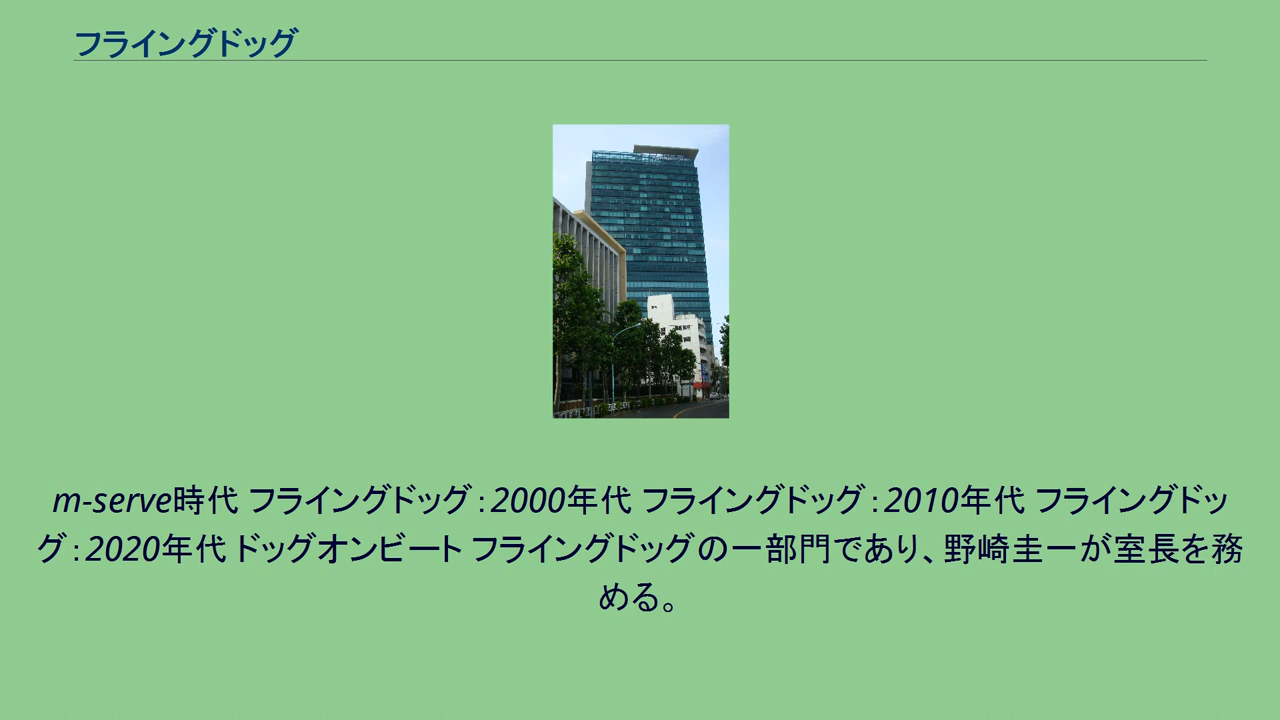 フライングドッグ
m-serve時代 フライングドッグ：2000年代 フライングドッグ：2010年代 フライングドッ
グ：2020年代 ドッグオンビート フライングドッグの一部門であり、野崎圭一が室長を務
める。